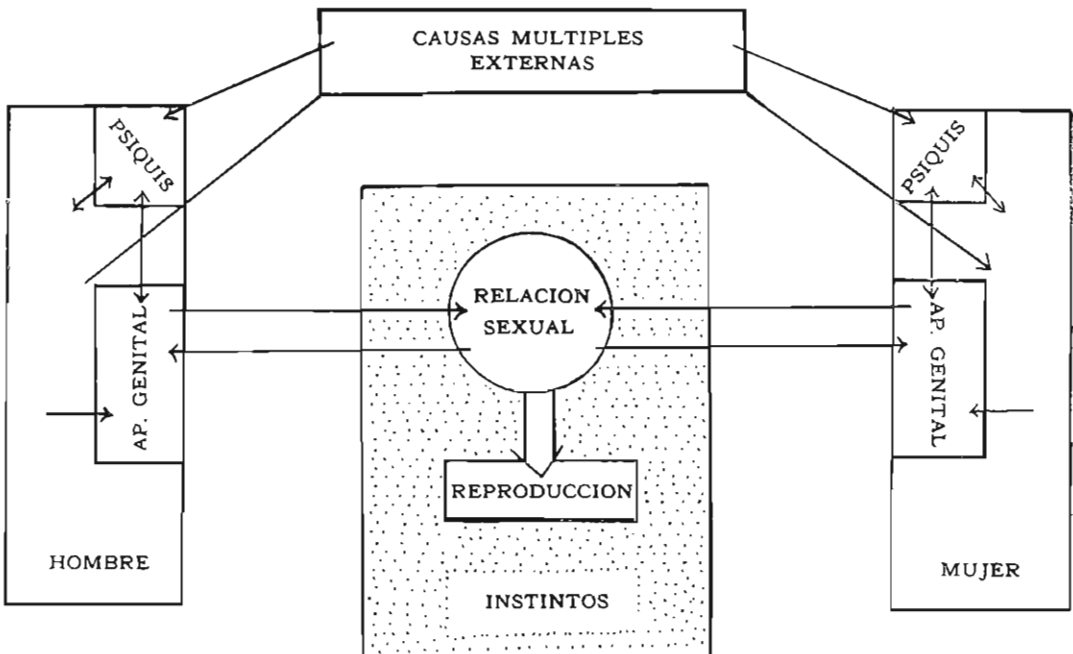 CAUSAS MULTIPLES
EXTERNAS
PSIQUIS
PSIQUIS
RELACION
SEXUAL
AP. GENITAL
AP. GENITAL
REPRODUCCION
HOMBRE
MUJER
INSTINTOS